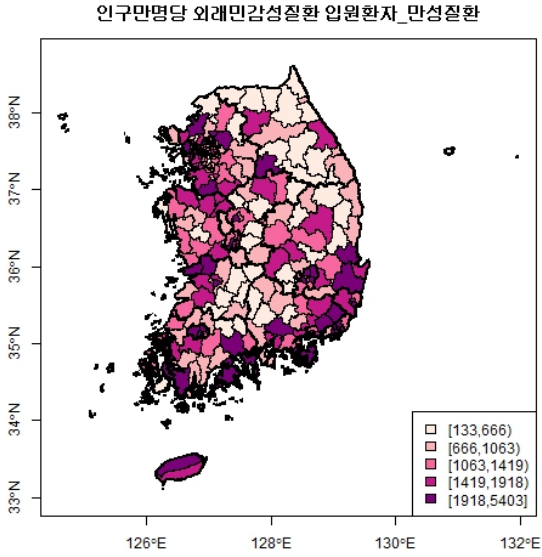 인구만명당 외래민감성질환 입원환자_만성질환
38°N
37°N
36°N
35°N
34°N
33°N
126°E
128°E
130°E
132°E
[133,666)
[666,1063)
[1063,1419)
[1419,1918)
[1918,5403]